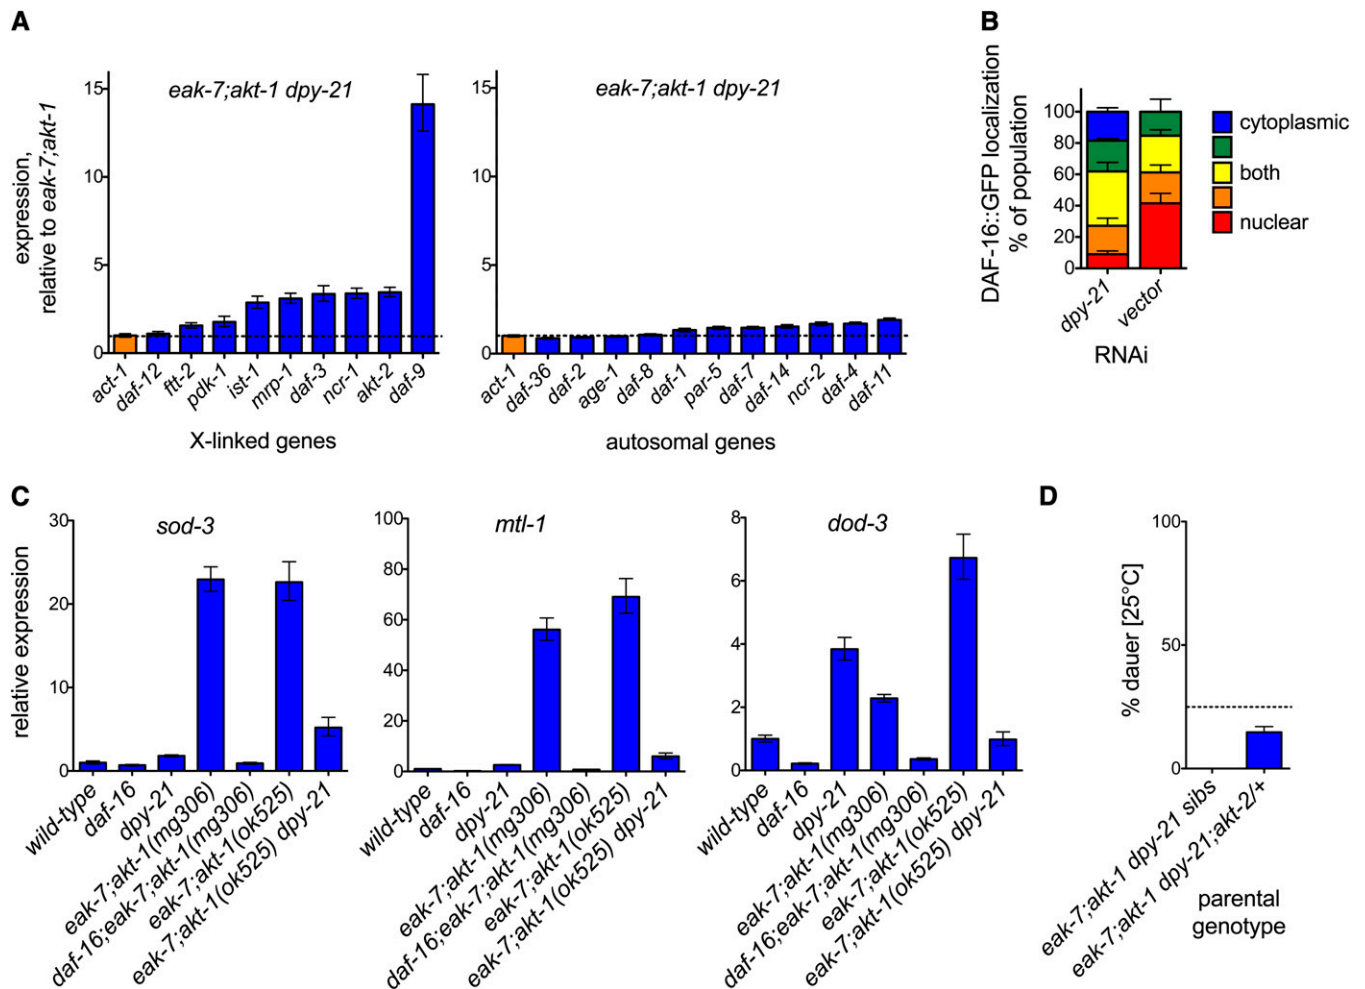 A
eak-7;akt-1 dpy-21
eak-7;akt-1 dpy-21
expression,
relative to eak-7;akt-1
15
10
5
0
15
10
5
0
act-1
daf-12
ftt-2
pdk-1
ist-1
mrp-1
daf-3
ncr-1
akt-2
daf-9
X-linked genes
act-1
daf-36
daf-2
age-1
daf-8
daf-1
par-5
daf-7
daf-14
ncr-2
daf-4
daf-11
autosomal genes
B
DAF-16::GFP localization
% of population
100
80
60
40
20
0
cytoplasmic
both
nuclear
dpy-21
vector
RNAi
C
sod-3
relative expression
30
20
10
0
wild-type
daf-16
dpy-21
eak-7;akt-1(mg306)
daf-16;eak-7;akt-1(mg306)
eak-7;akt-1(ok525)
eak-7;akt-1(ok525) dpy-21
mtl-1
100
80
60
40
20
0
wild-type
daf-16
dpy-21
eak-7;akt-1(mg306)
daf-16;eak-7;akt-1(mg306)
eak-7;akt-1(ok525)
eak-7;akt-1(ok525) dpy-21
dod-3
8
6
4
2
0
wild-type
daf-16
dpy-21
eak-7;akt-1(mg306)
daf-16;eak-7;akt-1(mg306)
eak-7;akt-1(ok525)
eak-7;akt-1(ok525) dpy-21
D
% dauer [25°C]
100
50
0
eak-7;akt-1 dpy-21 sibs
eak-7;akt-1 dpy-21;akt-2/+
parental
genotype